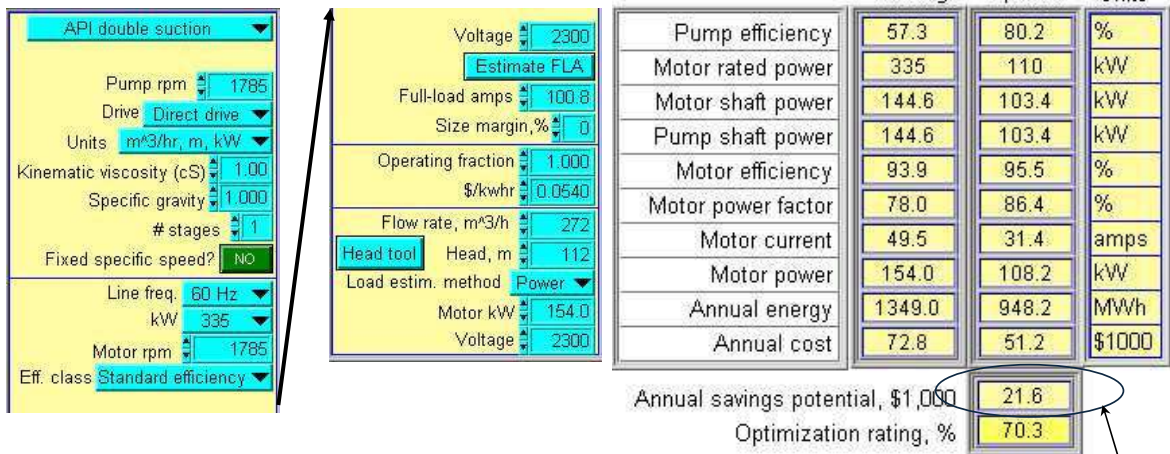 API double suction
Pump rpm 1785
Drive Direct drive
Units m^3/hr, m, kW
Kinematic viscosity (cS) 1.00
Specific gravity 1.000
# stages 1
Fixed specific speed? NO
Line freq. 60 Hz
kW 335
Motor rpm 1785
Eff. class Standard efficiency
Voltage 2300
Estimate FLA
Full-load amps 100.8
Size margin,% 0
Operating fraction 1.000
$/kwhr 0.0540
Flow rate, m^3/h 272
Head tool Head, m 112
Load estim. method Power
Motor kW 154.0
Voltage 2300
Pump efficiency 57.3 80.2 %
Motor rated power 335 110 kW
Motor shaft power 144.6 103.4 kW
Pump shaft power 144.6 103.4 kW
Motor efficiency 93.9 95.5 %
Motor power factor 78.0 86.4 %
Motor current 49.5 31.4 amps
Motor power 154.0 108.2 kW
Annual energy 1349.0 948.2 MWh
Annual cost 72.8 51.2 $1000
Annual savings potential, $1,000 21.6
Optimization rating, % 70.3